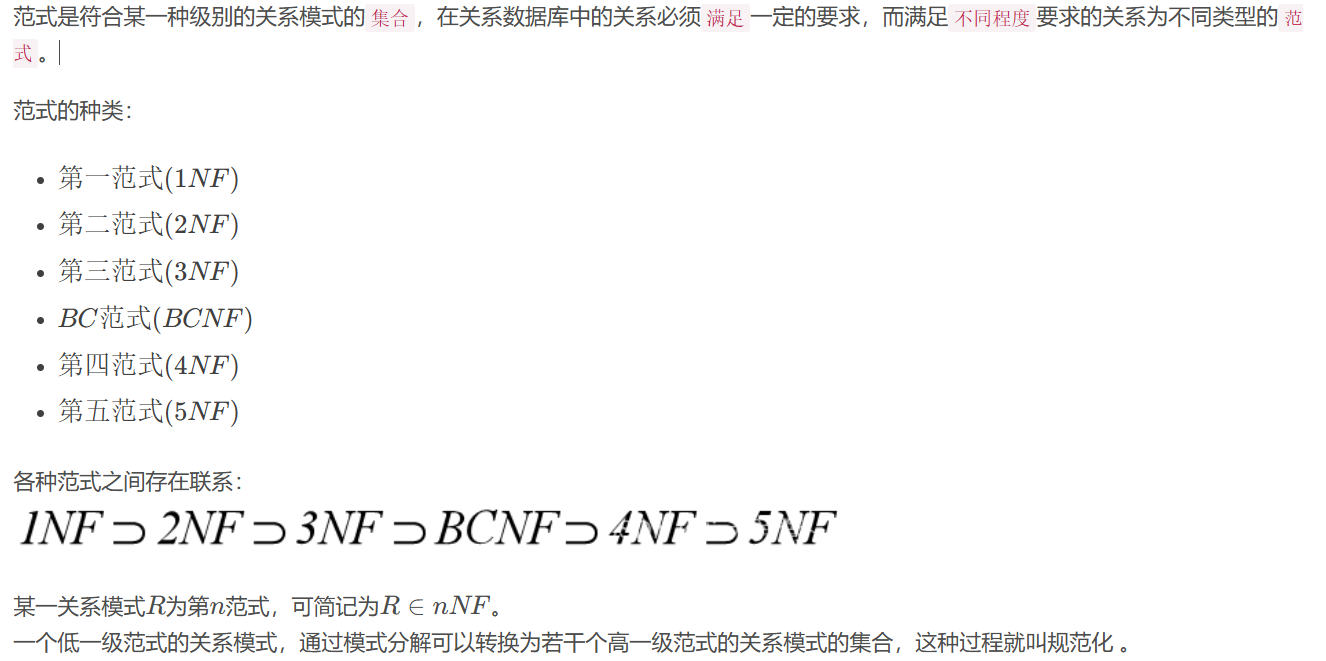 范式是符合某一种级别的关系模式的集合，在关系数据库中的关系必须满足一定的要求，而满足不同程度要求的关系为不同类型的范
式。
范式的种类：
• 第一范式(1NF)
• 第二范式(2NF)
• 第三范式(3NF)
• BC范式(BCNF)
• 第四范式(4NF)
• 第五范式(5NF)
各种范式之间存在联系：
1NF ⊃ 2NF ⊃ 3NF ⊃ BCNF ⊃ 4NF ⊃ 5NF
某一关系模式R为第n范式，可简记为R ∈ nNF。
一个低一级范式的关系模式，通过模式分解可以转换为若干个高一级范式的关系模式的集合，这种过程就叫规范化 。